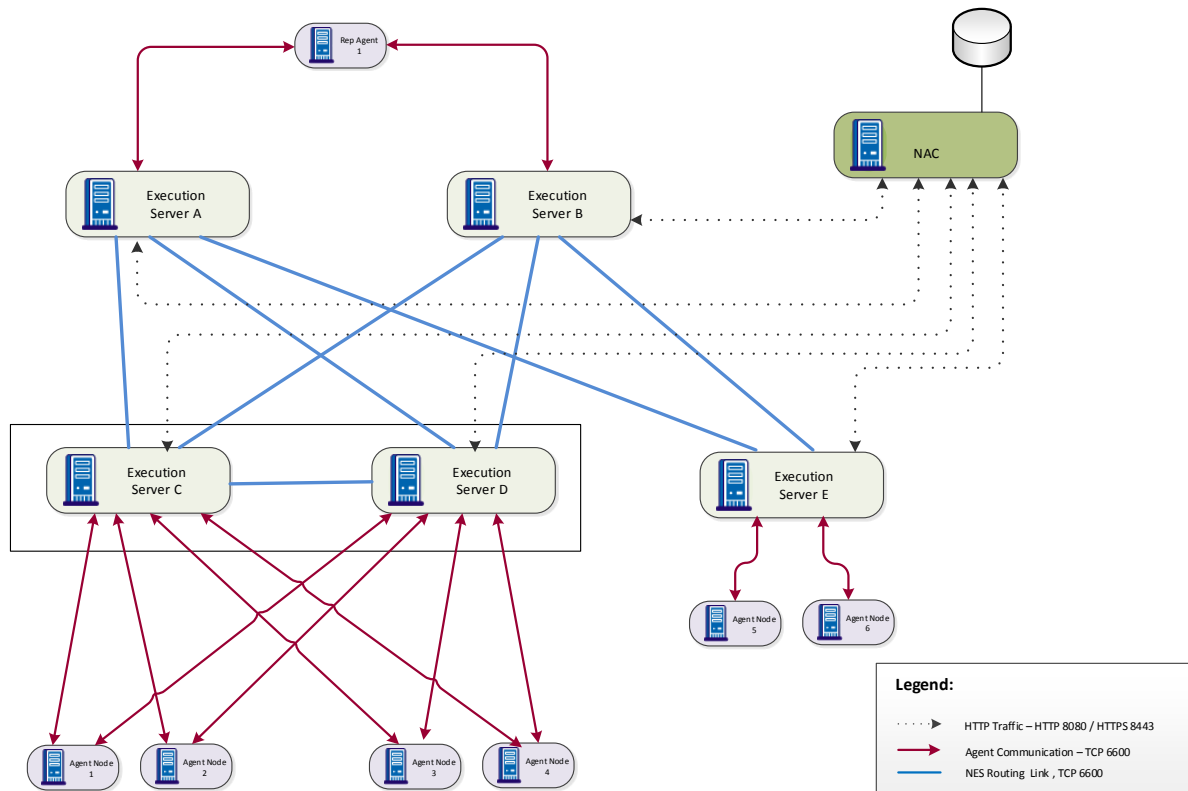 Rep Agent
1
NAC
Execution
Server A
Execution
Server B
Execution
Server C
Execution
Server D
Execution
Server E
Agent Node
5
Agent Node
6
Agent Node
1
Agent Node
2
Agent Node
3
Agent Node
4
Legend:
HTTP Traffic – HTTP 8080 / HTTPS 8443
Agent Communication – TCP 6600
NES Routing Link , TCP 6600